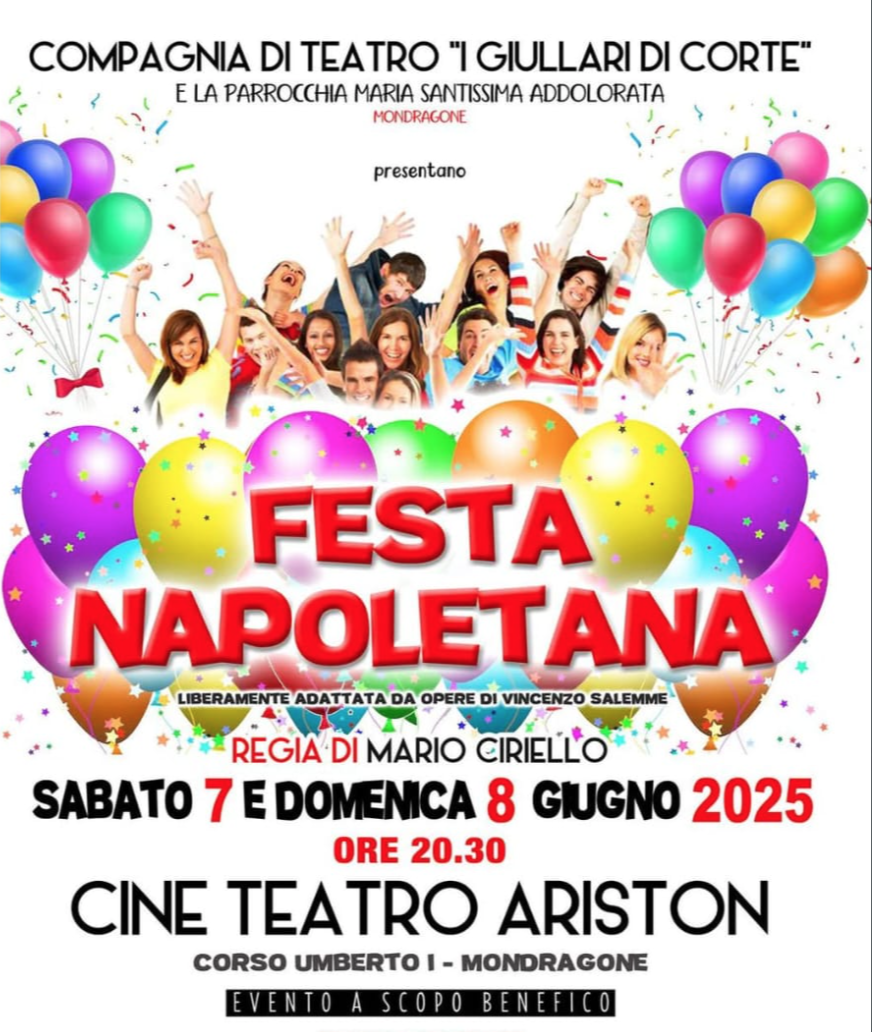 COMPAGNIA DI TEATRO "I GIULLARI DI CORTE"
E LA PARROCCHIA MARIA SANTISSIMA ADDOLORATA
MONDRAGONE
presentano
FESTA
NAPOLETANA
LIBERAMENTE ADATTATA DA OPERE DI VINCENZO SALEMME
REGIA DI MARIO CIRIELLO
SABATO 7 E DOMENICA 8 GIUGNO 2025
ORE 20.30
CINE TEATRO ARISTON
CORSO UMBERTO I - MONDRAGONE
EVENTO A SCOPO BENEFICO